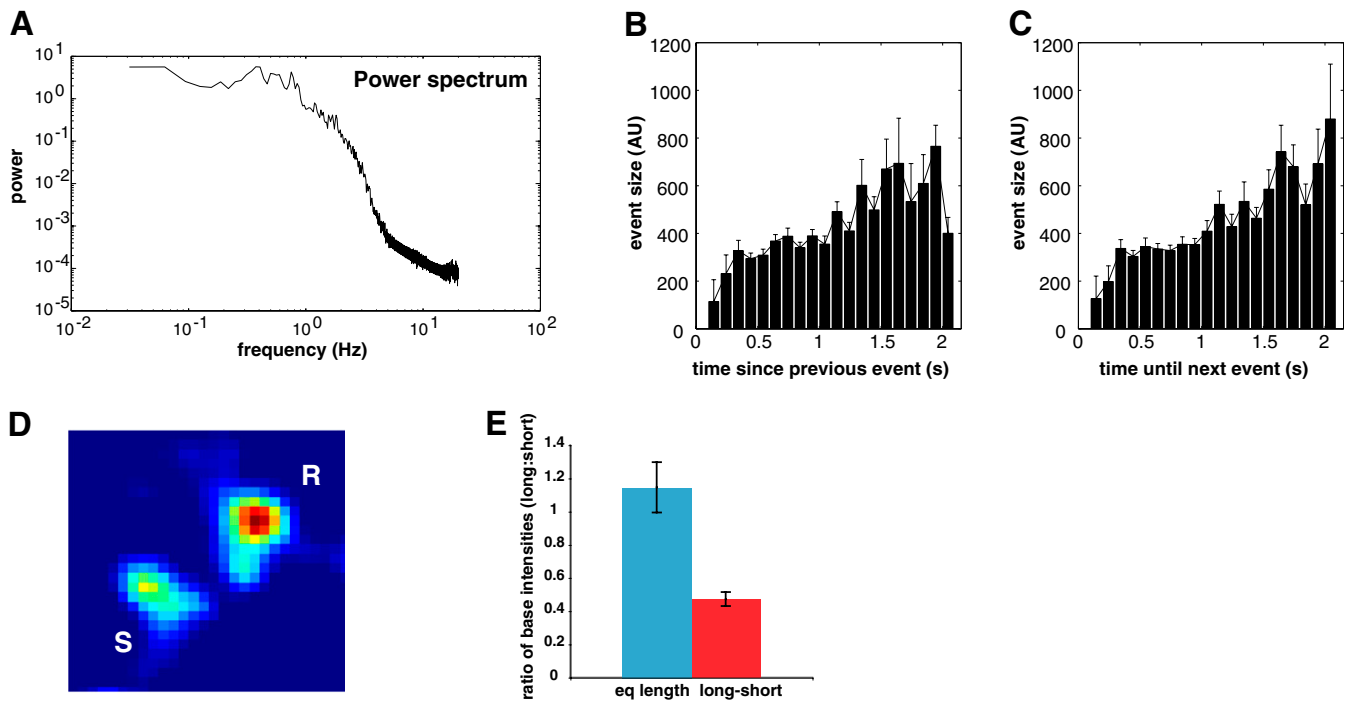 A
Power spectrum
power
10^1
10^0
10^-1
10^-2
10^-3
10^-4
10^-5
10^-2
10^-1
10^0
10^1
10^2
frequency (Hz)
B
event size (AU)
1200
1000
800
600
400
200
0
0
0.5
1
1.5
2
time since previous event (s)
C
event size (AU)
1200
1000
800
600
400
200
0
0
0.5
1
1.5
2
time until next event (s)
D
R
S
E
ratio of base intensities (long:short)
1.4
1.2
1
0.8
0.6
0.4
0.2
0
eq length
long-short